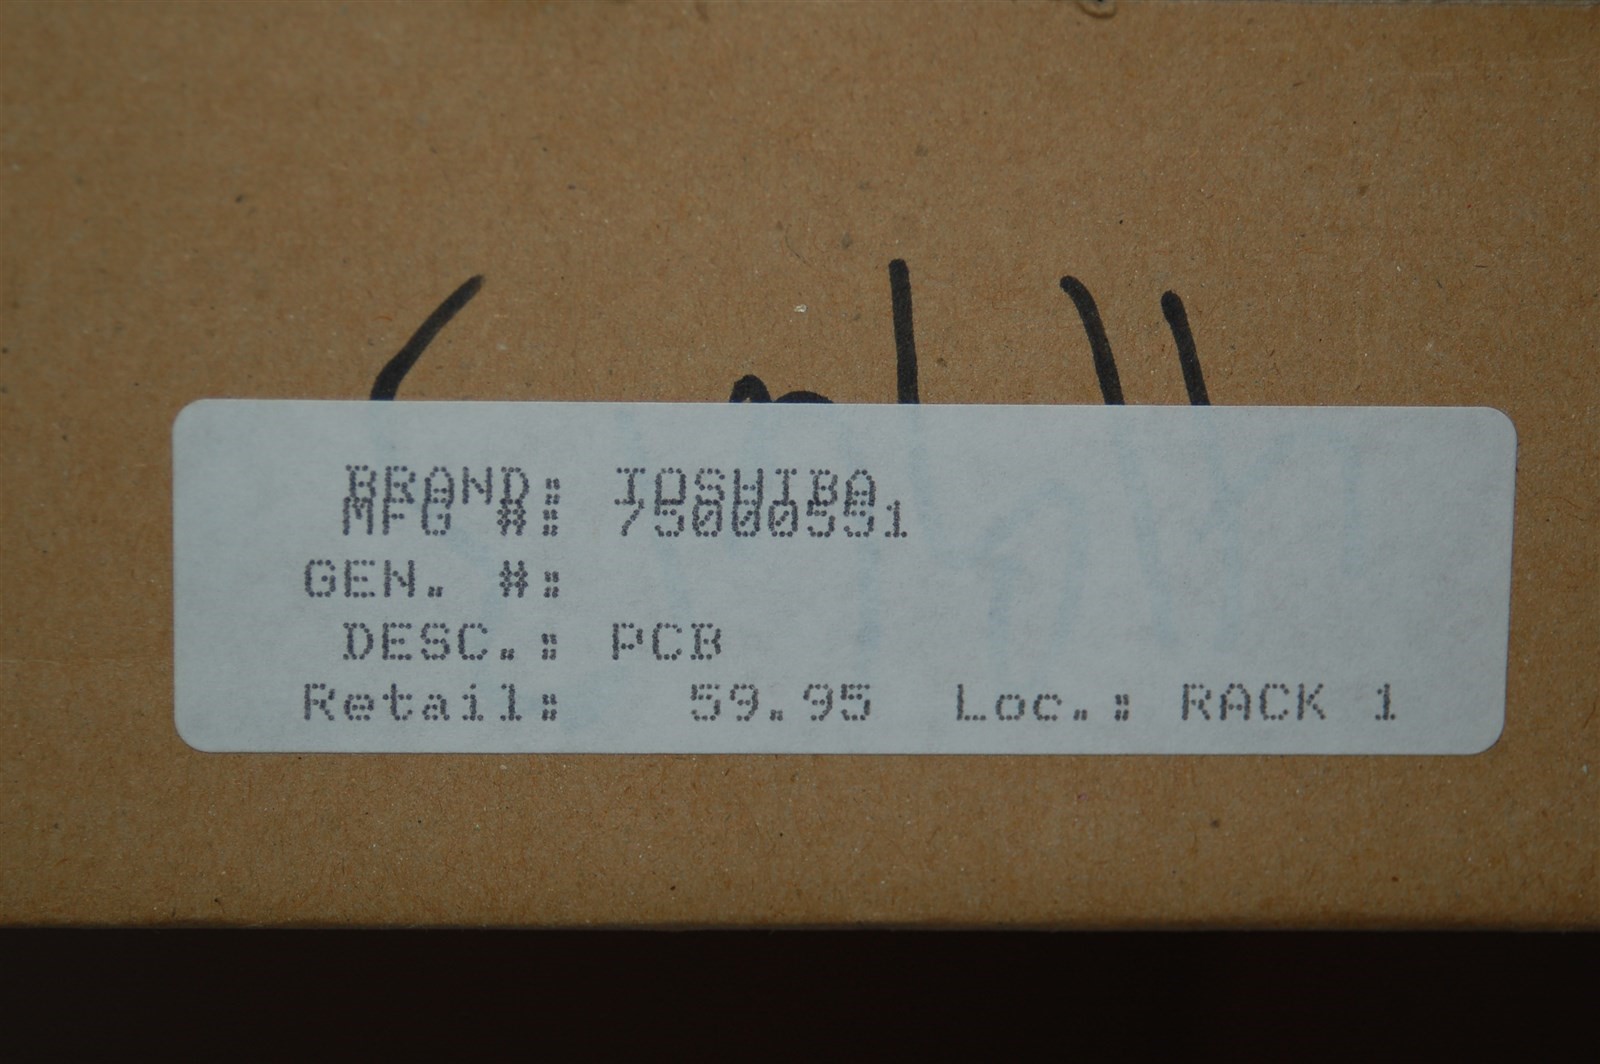 BRAND: TOSHIBA
MFG #: 75000551
GEN. #:
DESC.: PCB
Retail: 59.95 Loc.: RACK 1